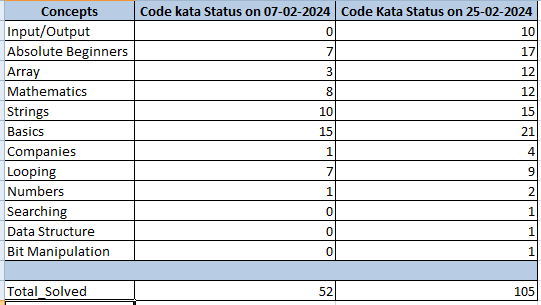 Concepts Code kata Status on 07-02-2024 Code Kata Status on 25-02-2024
Input/Output 0 10
Absolute Beginners 7 17
Array 3 12
Mathematics 8 12
Strings 10 15
Basics 15 21
Companies 1 4
Looping 7 9
Numbers 1 2
Searching 0 1
Data Structure 0 1
Bit Manipulation 0 1
Total_Solved 52 105